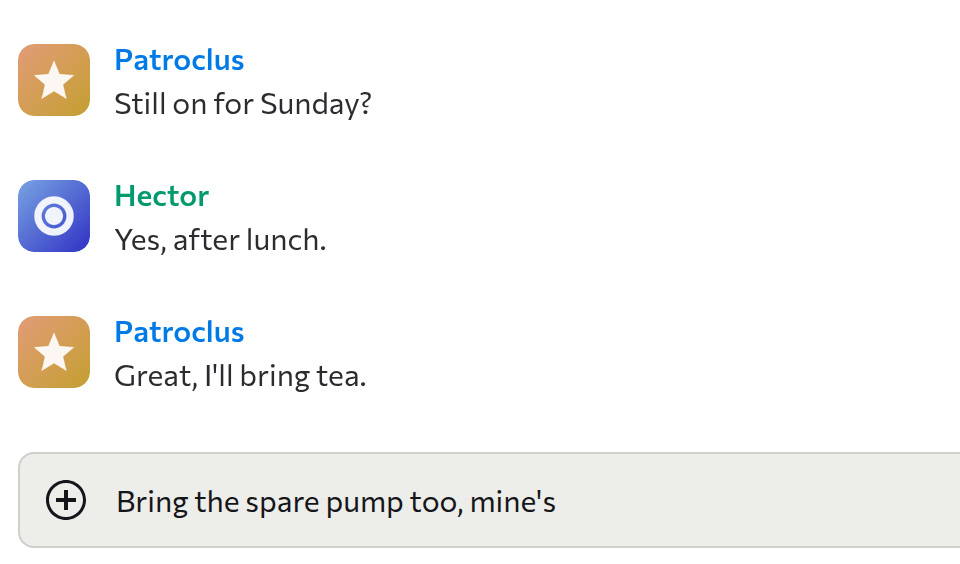 Patroclus
Still on for Sunday?
Hector
Yes, after lunch.
Patroclus
Great, I'll bring tea.
Bring the spare pump too, mine's